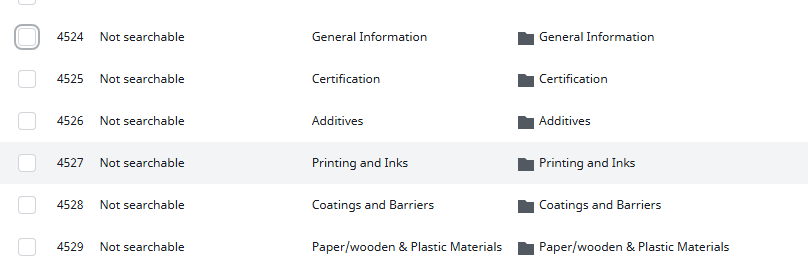 4524 Not searchable General Information General Information
4525 Not searchable Certification Certification
4526 Not searchable Additives Additives
4527 Not searchable Printing and Inks Printing and Inks
4528 Not searchable Coatings and Barriers Coatings and Barriers
4529 Not searchable Paper/wooden & Plastic Materials Paper/wooden & Plastic Materials